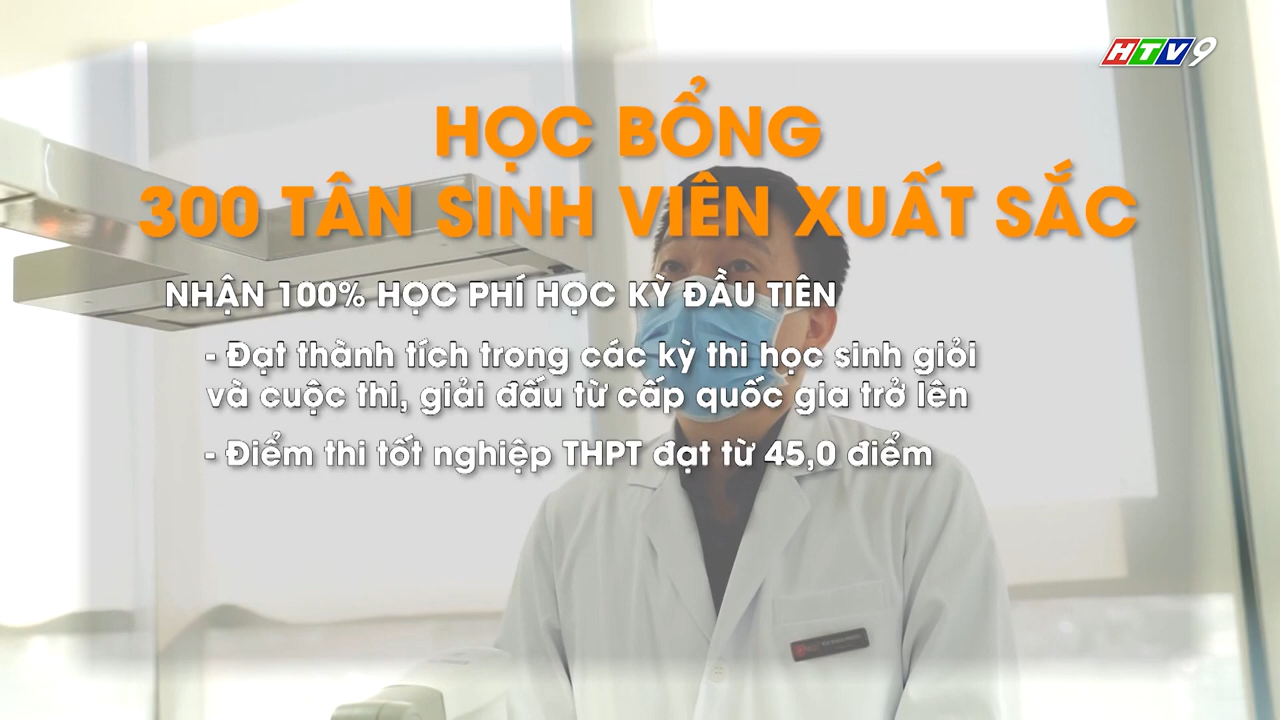 HTV9
HỌC BỔNG
300 TÂN SINH VIÊN XUẤT SẮC
NHẬN 100% HỌC PHÍ HỌC KỲ ĐẦU TIÊN
- Đạt thành tích trong các kỳ thi học sinh giỏi
và cuộc thi, giải đấu từ cấp quốc gia trở lên
- Điểm thi tốt nghiệp THPT đạt từ 45,0 điểm